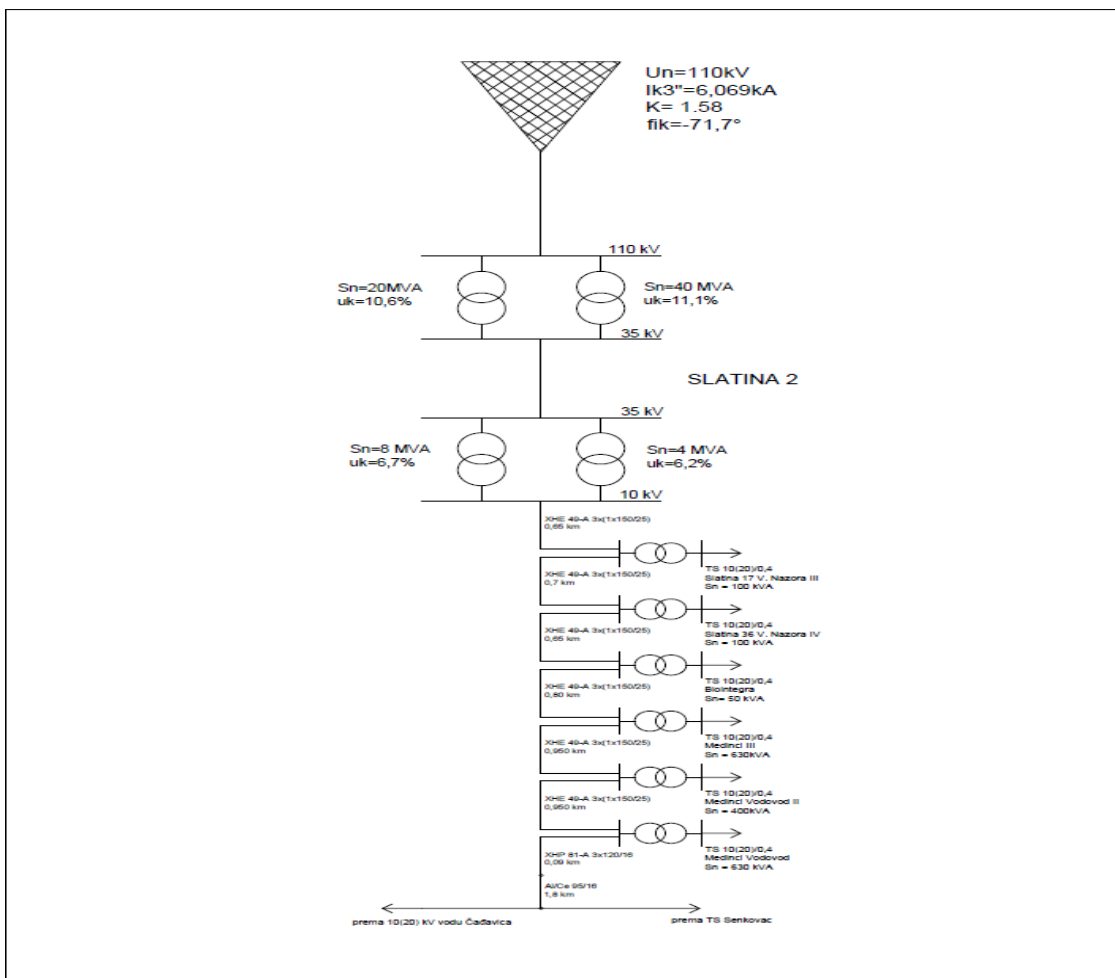 Un=110kV
Ik3"=6,069kA
K= 1.58
fik=-71,7°
110 kV
Sn=20MVA
uk=10,6%
Sn=40 MVA
uk=11,1%
35 kV
SLATINA 2
35 kV
Sn=8 MVA
uk=6,7%
Sn=4 MVA
uk=6,2%
10 kV
XHE 49-A 3x(1x150/25)
0,65 km
TS 10(20)/0,4
Slatina 17 V. Nazora III
Sn = 100 kVA
XHE 49-A 3x(1x150/25)
0,7 km
TS 10(20)/0,4
Slatina 36 V. Nazora IV
Sn = 100 kVA
XHE 49-A 3x(1x150/25)
0,65 km
TS 10(20)/0,4
Biointegra
Sn= 50 kVA
XHE 49-A 3x(1x150/25)
0,80 km
TS 10(20)/0,4
Medinci III
Sn = 630kVA
XHE 49-A 3x(1x150/25)
0,950 km
TS 10(20)/0,4
Medinci Vodovod II
Sn = 400kVA
XHE 49-A 3x(1x150/25)
0,950 km
TS 10(20)/0,4
Medinci Vodovod
Sn = 630 kVA
XHP 81-A 3x120/16
0,09 km
Al/Ce 95/16
1,8 km
prema 10(20) kV vodu Čađavica
prema TS Senkovac